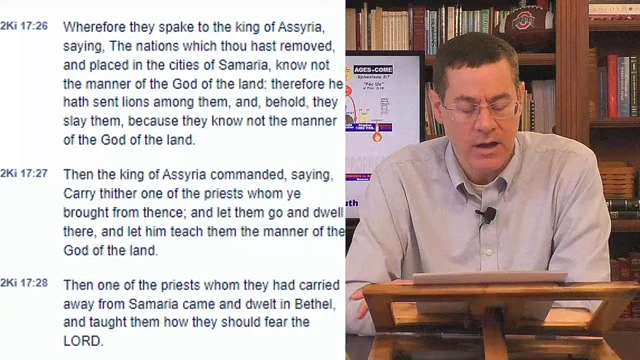 2Ki 17:26 Wherefore they spake to the king of Assyria,
saying, The nations which thou hast removed,
and placed in the cities of Samaria, know not
the manner of the God of the land: therefore he
hath sent lions among them, and, behold, they
slay them, because they know not the manner
of the God of the land.
2Ki 17:27 Then the king of Assyria commanded, saying,
Carry thither one of the priests whom ye
brought from thence; and let them go and dwell
there, and let him teach them the manner of the
God of the land.
2Ki 17:28 Then one of the priests whom they had carried
away from Samaria came and dwelt in Bethel,
and taught them how they should fear the
LORD.
AGES-COME
Ephesians 2:7
"For Us"
uth